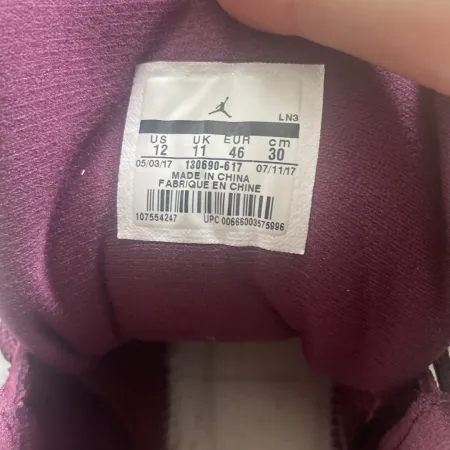 LN3
US UK EUR cm
12 11 46 30
05/03/17 130690-617 07/11/17
MADE IN CHINA
FABRIQUE EN CHINE
107554247 UPC 00666003575996